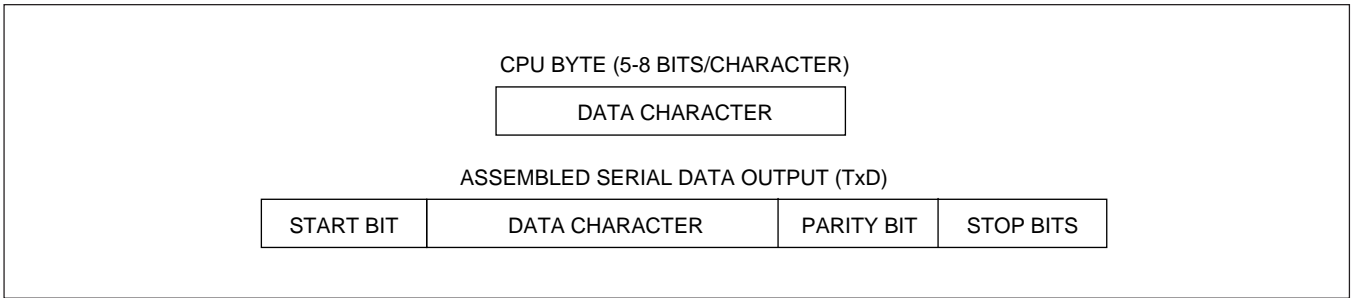 CPU BYTE (5-8 BITS/CHARACTER)
DATA CHARACTER
ASSEMBLED SERIAL DATA OUTPUT (TxD)
START BIT DATA CHARACTER PARITY BIT STOP BITS